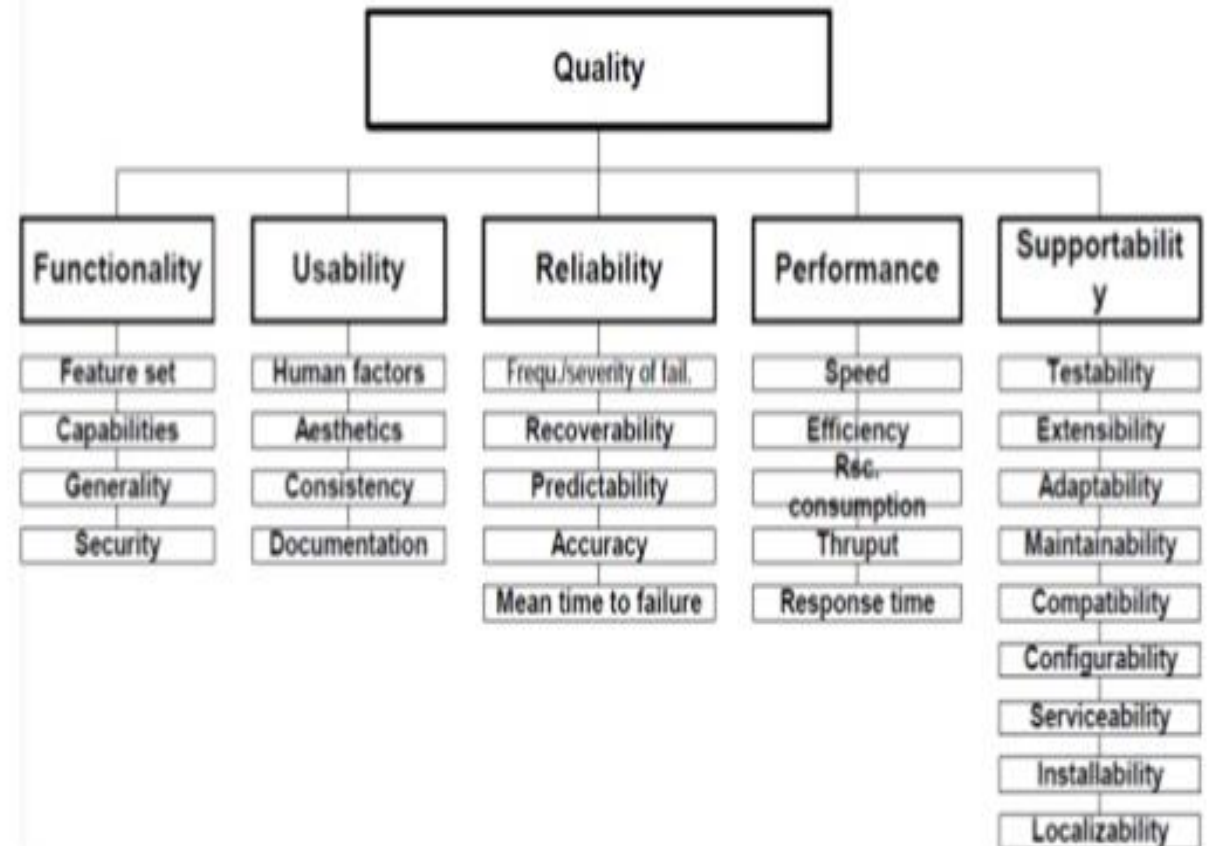 Quality
Functionality
Usability
Reliability
Performance
Supportabilit
y
Feature set
Capabilities
Generality
Security
Human factors
Aesthetics
Consistency
Documentation
Frequ./severity of fail.
Recoverability
Predictability
Accuracy
Mean time to failure
Speed
Efficiency
Rsc.
consumption
Thruput
Response time
Testability
Extensibility
Adaptability
Maintainability
Compatibility
Configurability
Serviceability
Installability
Localizability